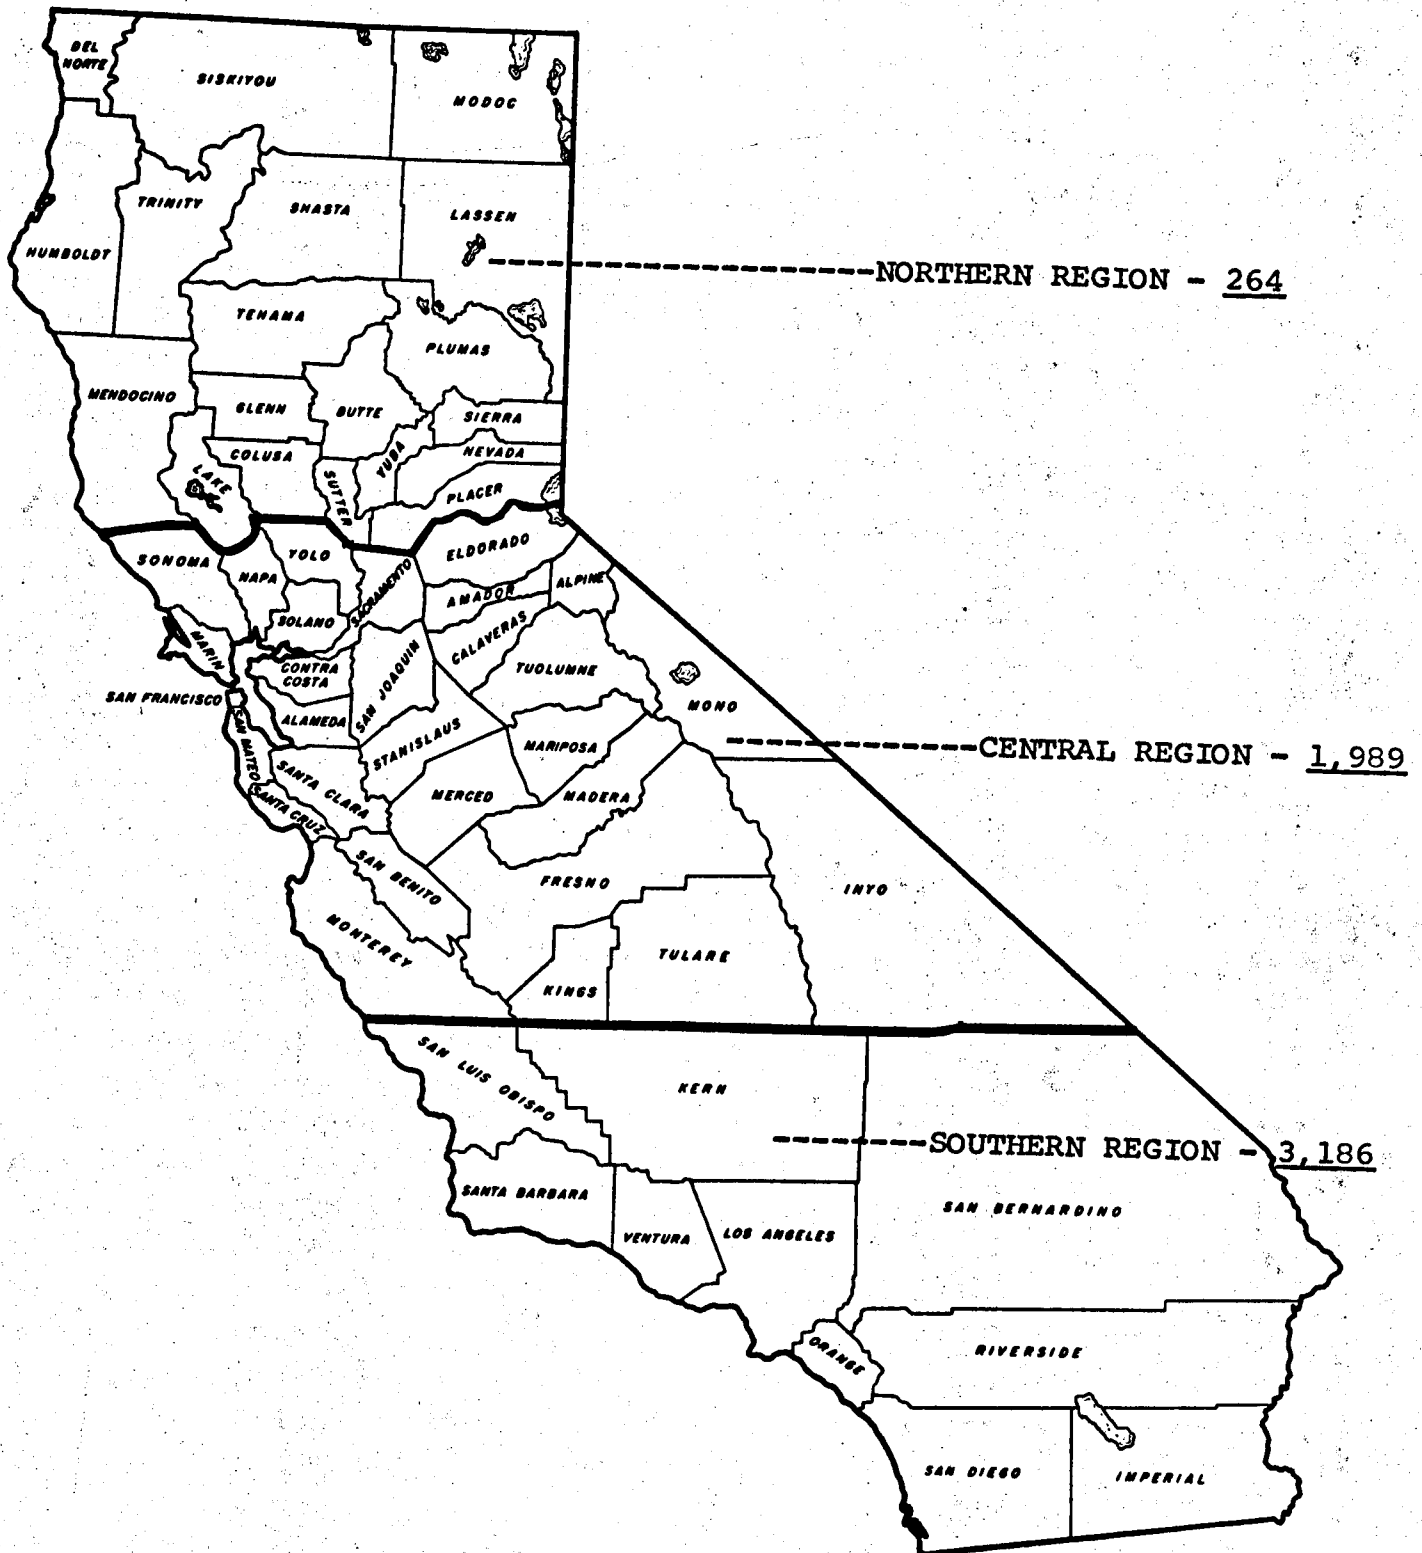 DEL
NORTE
SISKIYOU
MODOC
HUMBOLDT
TRINITY
SHASTA
LASSEN
NORTHERN REGION - 264
TEHAMA
PLUMAS
MENDOCINO
GLENN
BUTTE
SIERRA
LAKE
COLUSA
SUTTER
YUBA
NEVADA
PLACER
SONOMA
NAPA
YOLO
SACRAMENTO
ELDORADO
AMADOR
ALPINE
SOLANO
MARIN
CONTRA
COSTA
SAN JOAQUIN
CALAVERAS
TUOLUMNE
SAN FRANCISCO
ALAMEDA
STANISLAUS
MONO
SAN MATEO
SANTA CLARA
MARIPOSA
CENTRAL REGION - 1,989
SANTA CRUZ
MERCED
MADERA
SAN BENITO
FRESNO
INYO
MONTEREY
KINGS
TULARE
SAN LUIS OBISPO
KERN
SOUTHERN REGION - 3,186
SANTA BARBARA
VENTURA
LOS ANGELES
SAN BERNARDINO
ORANGE
RIVERSIDE
SAN DIEGO
IMPERIAL